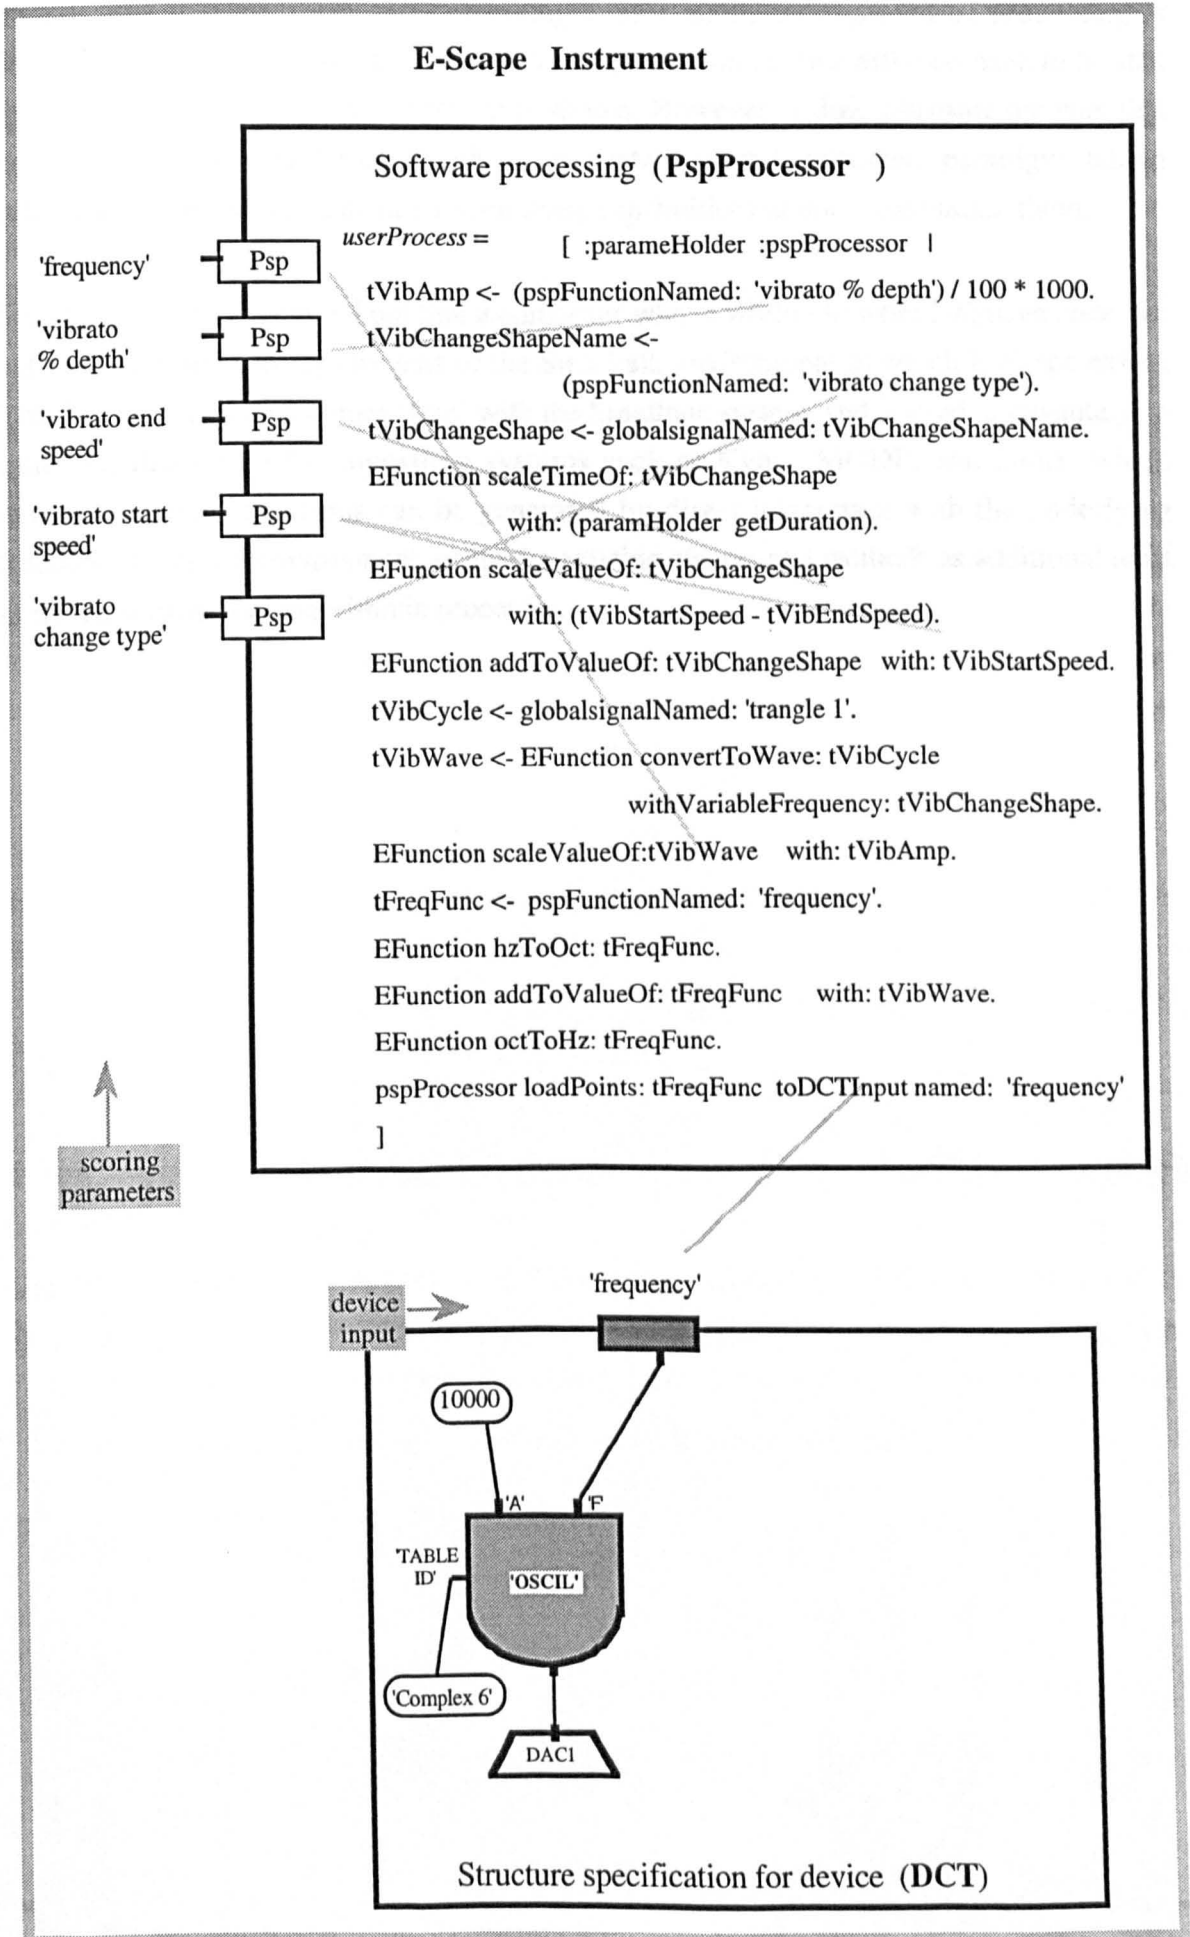 E-Scape Instrument
Software processing (PspProcessor )
'frequency'
Psp
userProcess = [ :parameHolder :pspProcessor |
tVibAmp <- (pspFunctionNamed: 'vibrato % depth') / 100 * 1000.
'vibrato
% depth'
Psp
tVibChangeShapeName <-
(pspFunctionNamed: 'vibrato change type').
'vibrato end
speed'
Psp
tVibChangeShape <- globalsignalNamed: tVibChangeShapeName.
EFunction scaleTimeOf: tVibChangeShape
'vibrato start
speed'
Psp
with: (paramHolder getDuration).
EFunction scaleValueOf: tVibChangeShape
'vibrato
change type'
Psp
with: (tVibStartSpeed - tVibEndSpeed).
EFunction addToValueOf: tVibChangeShape with: tVibStartSpeed.
tVibCycle <- globalsignalNamed: 'trangle 1'.
tVibWave <- EFunction convertToWave: tVibCycle
withVariableFrequency: tVibChangeShape.
EFunction scaleValueOf:tVibWave with: tVibAmp.
tFreqFunc <- pspFunctionNamed: 'frequency'.
EFunction hzToOct: tFreqFunc.
EFunction addToValueOf: tFreqFunc with: tVibWave.
EFunction octToHz: tFreqFunc.
pspProcessor loadPoints: tFreqFunc toDCTInput named: 'frequency'
]
scoring
parameters
'frequency'
device
input
10000
'A'
'F'
'TABLE
ID'
'OSCIL'
'Complex 6'
DAC1
Structure specification for device (DCT)